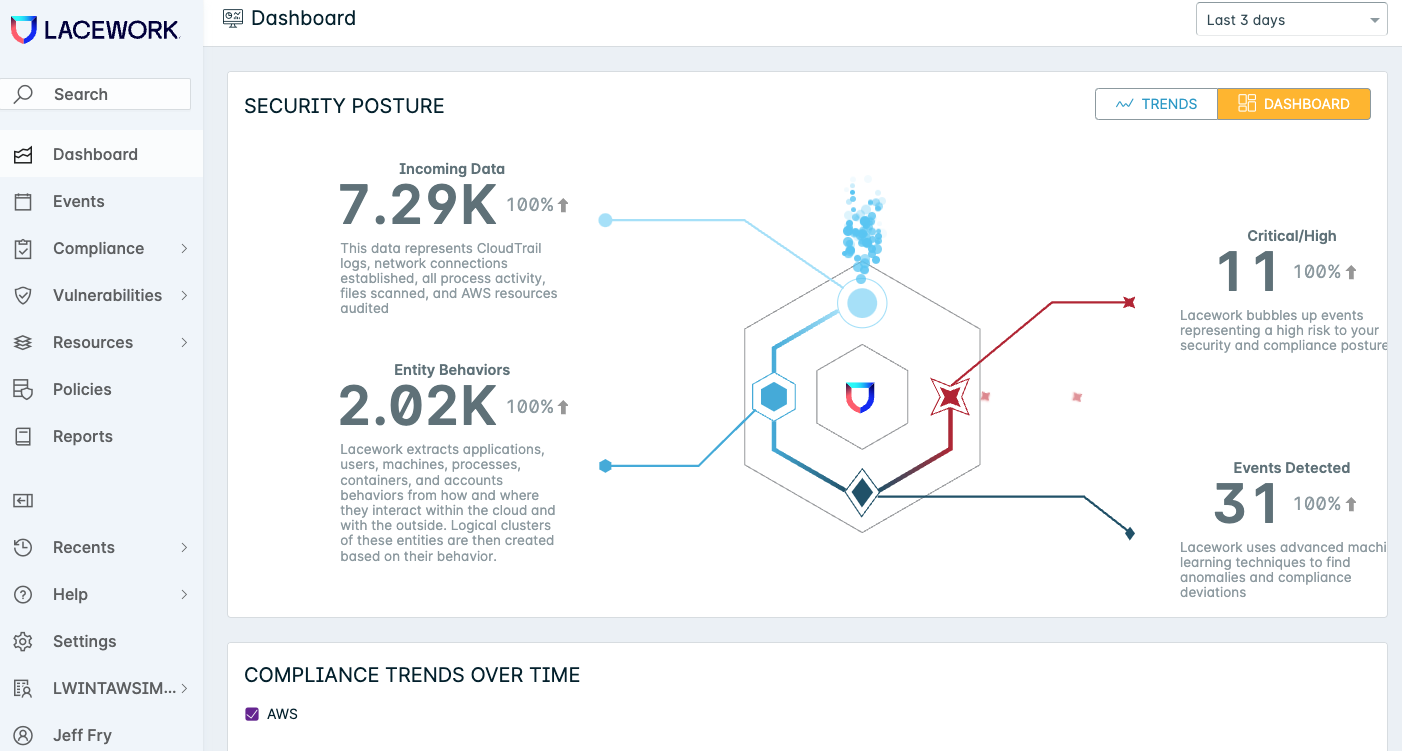 LACEWORK
Dashboard
Last 3 days
Search
Dashboard
Events
Compliance
Vulnerabilities
Resources
Policies
Reports
Recents
Help
Settings
LWINTAWSIM...
Jeff Fry
SECURITY POSTURE
TRENDS
DASHBOARD
Incoming Data
7.29K 100%
This data represents CloudTrail
logs, network connections
established, all process activity,
files scanned, and AWS resources
audited
Entity Behaviors
2.02K 100%
Lacework extracts applications,
users, machines, processes,
containers, and accounts
behaviors from how and where
they interact within the cloud and
with the outside. Logical clusters
of these entities are then created
based on their behavior.
Critical/High
11 100%
Lacework bubbles up events
representing a high risk to your
security and compliance posture
Events Detected
31 100%
Lacework uses advanced machi
learning techniques to find
anomalies and compliance
deviations
COMPLIANCE TRENDS OVER TIME
AWS